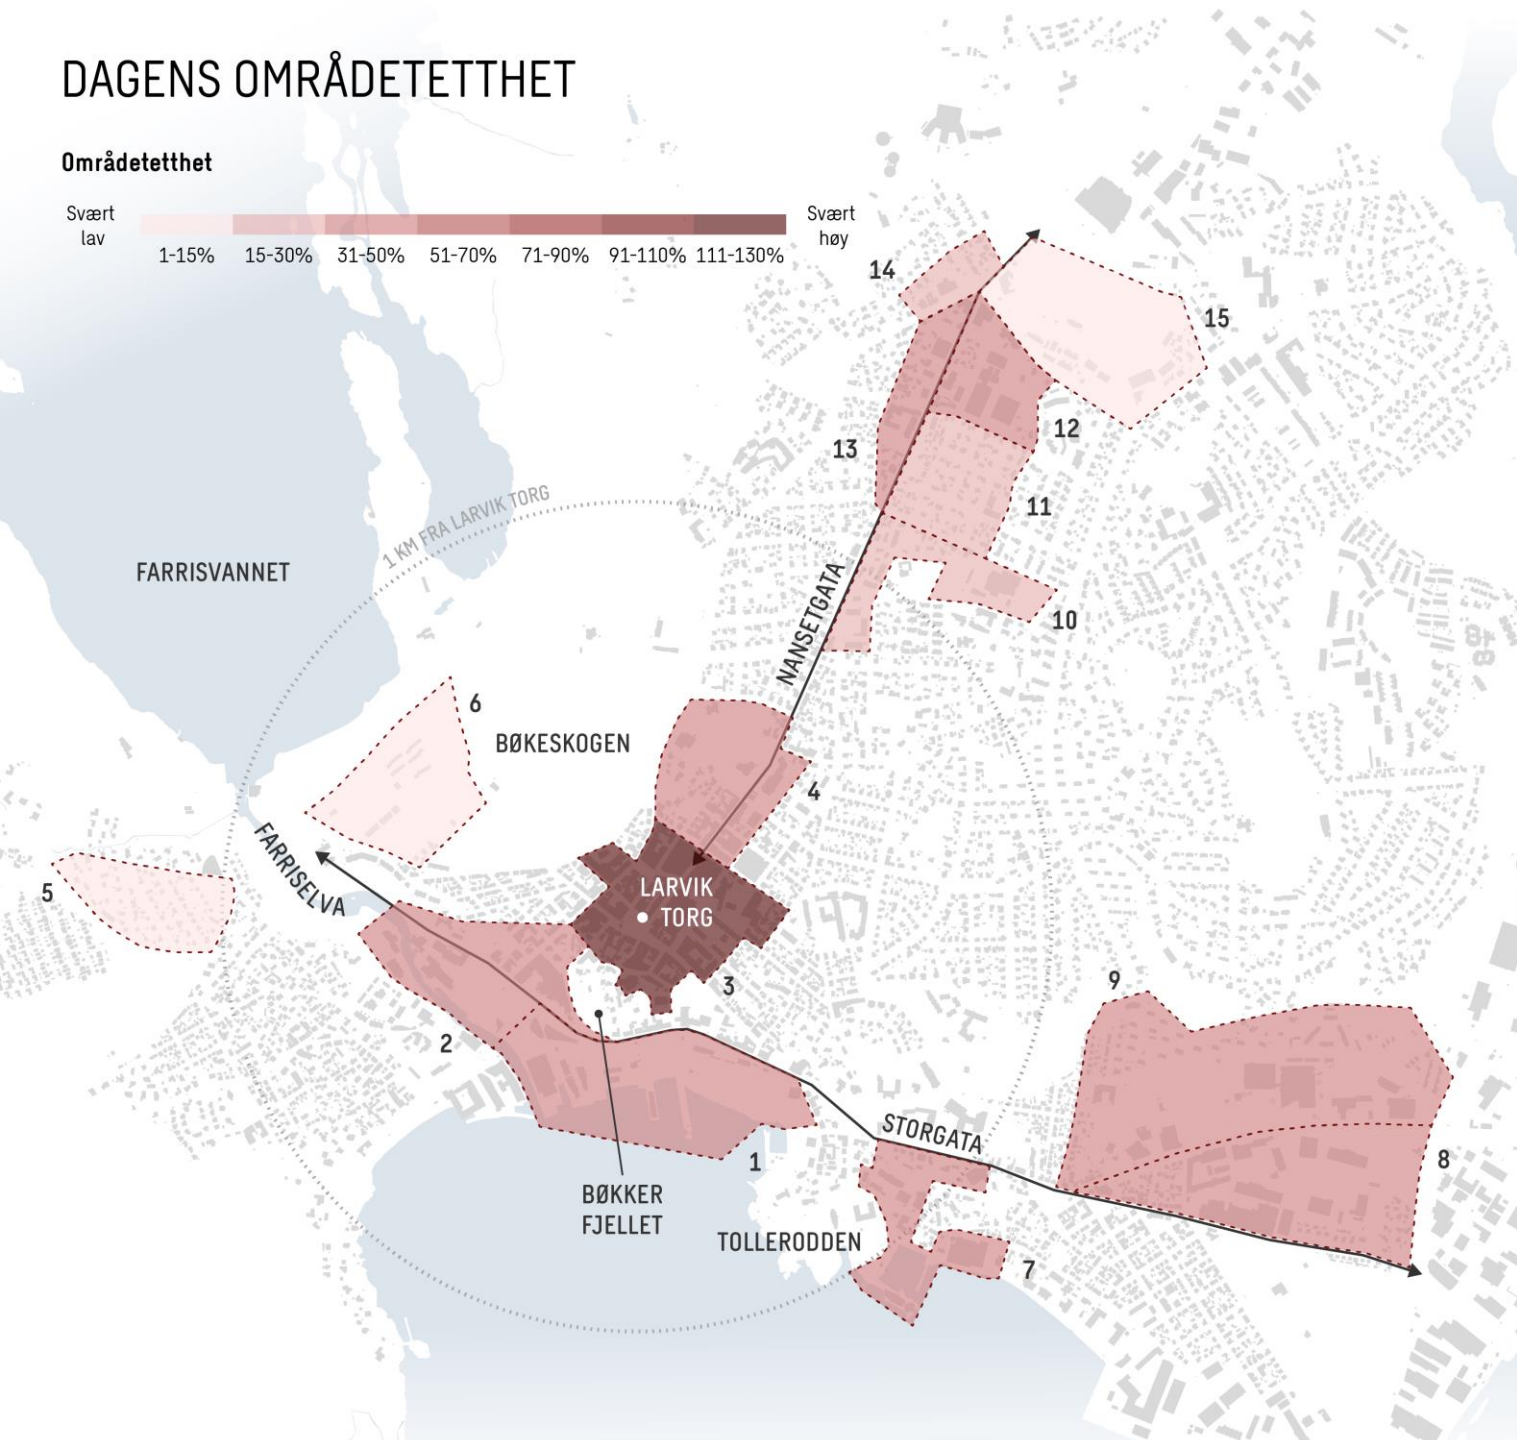 DAGENS OMRÅDETETTHET
Områdetetthet
Svært
lav
1-15%
15-30%
31-50%
51-70%
71-90%
91-110%
111-130%
Svært
høy
14
15
13
12
11
10
1 KM FRA LARVIK TORG
FARRISVANNET
NANSETGATA
6
BØKESKOGEN
4
FARRISELVA
5
LARVIK
TORG
3
9
2
STORGATA
8
1
BØKKER
FJELLET
TOLLERODDEN
7